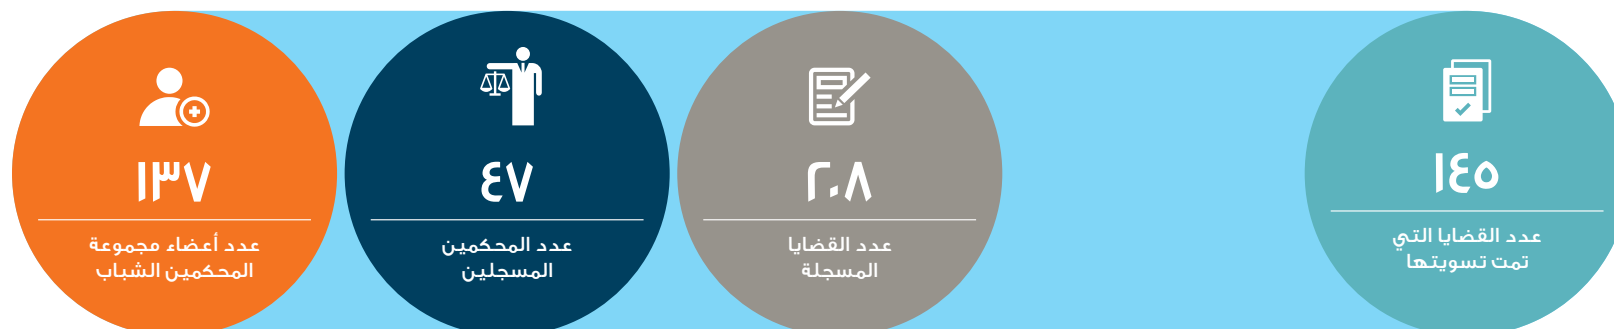 ١٤٥
عدد القضايا التي
تمت تسويتها
٢٠٨
عدد القضايا
المسجلة
٤٧
عدد المحكمين
المسجلين
١٣٧
عدد أعضاء مجموعة
المحكمين الشباب